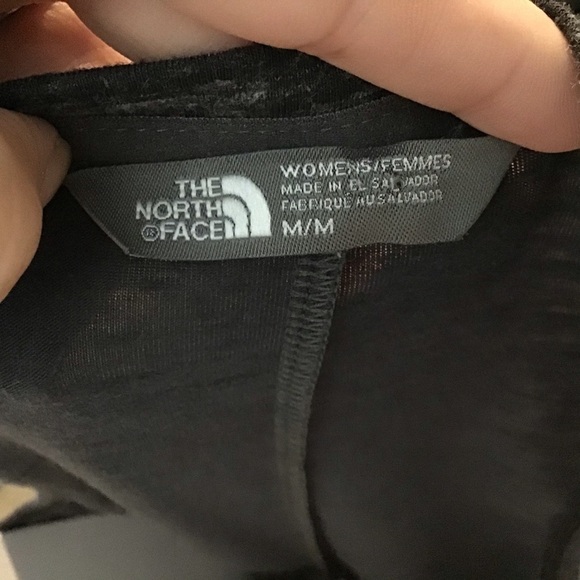 THE
NORTH
®FACE
WOMENS/FEMMES
MADE IN EL SALVADOR
FABRIQUE AU SALVADOR
M/M